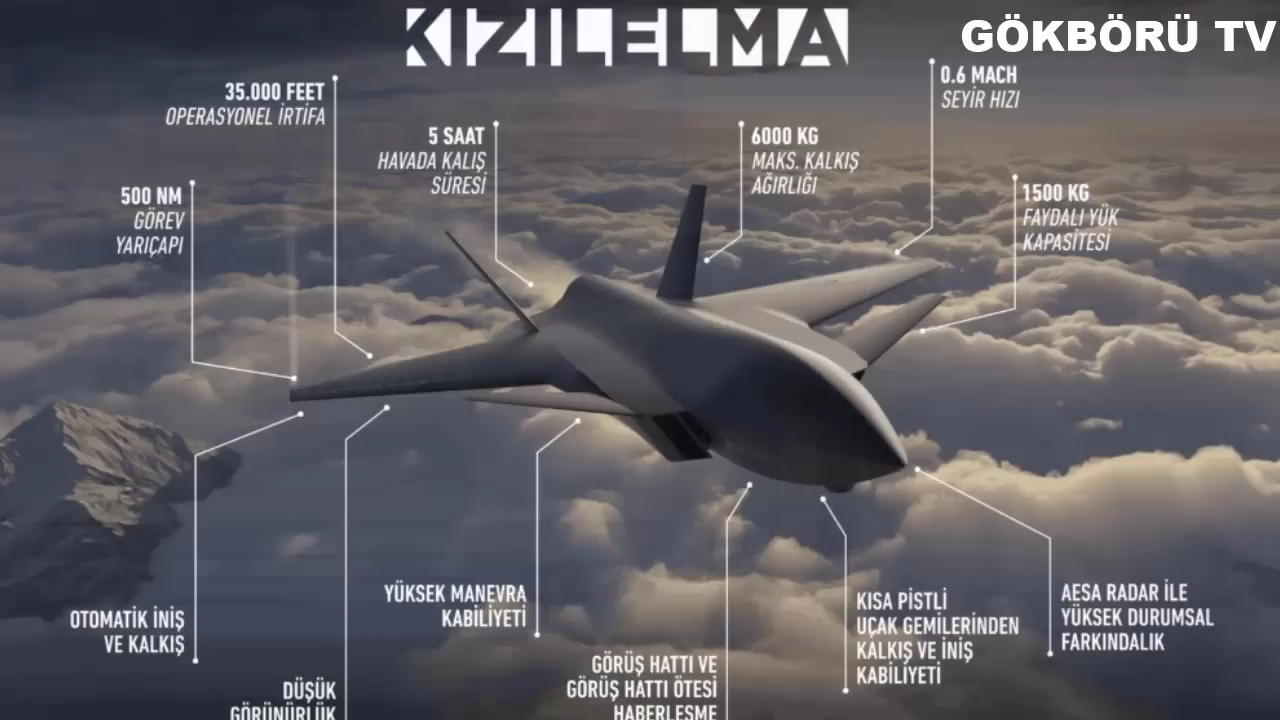 KIZILELMA
GÖKBÖRÜ TV
35.000 FEET
OPERASYONEL İRTİFA
5 SAAT
HAVADA KALIŞ
SÜRESİ
6000 KG
MAKS. KALKIŞ
AĞIRLIĞI
0.6 MACH
SEYİR HIZI
500 NM
GÖREV
YARIÇAPI
1500 KG
FAYDALI YÜK
KAPASİTESİ
OTOMATİK İNİŞ
VE KALKIŞ
DÜŞÜK
GÖRÜNÜRLÜK
YÜKSEK MANEVRA
KABİLİYETİ
GÖRÜŞ HATTI VE
GÖRÜŞ HATTI ÖTESİ
HABERLEŞME
KISA PİSTLİ
UÇAK GEMİLERİNDEN
KALKIŞ VE İNİŞ
KABİLİYETİ
AESA RADAR İLE
YÜKSEK DURUMSAL
FARKINDALIK